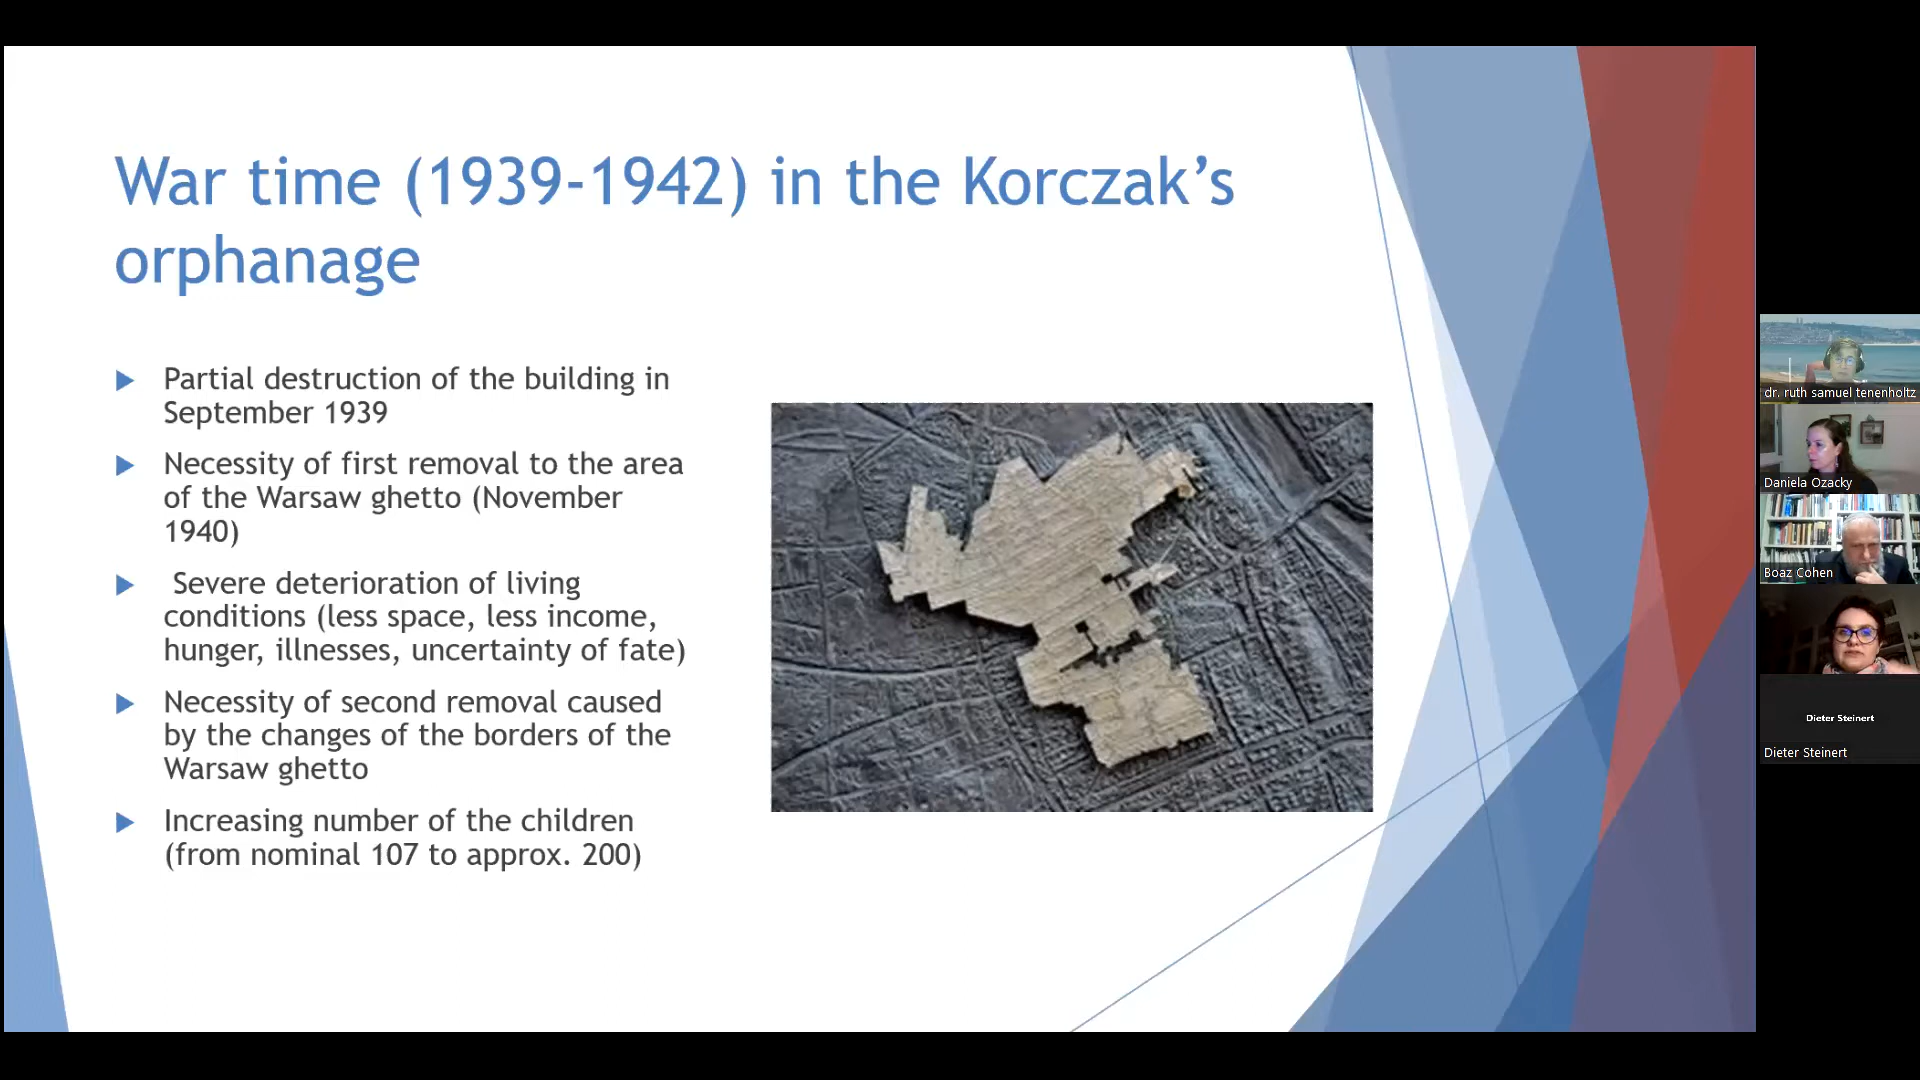 War time (1939-1942) in the Korczak's
orphanage
Partial destruction of the building in
September 1939
Necessity of first removal to the area
of the Warsaw ghetto (November
1940)
Severe deterioration of living
conditions (less space, less income,
hunger, illnesses, uncertainty of fate)
Necessity of second removal caused
by the changes of the borders of the
Warsaw ghetto
Increasing number of the children
(from nominal 107 to approx. 200)
dr. ruth samuel tenenholtz
Daniela Ozacky
Boaz Cohen
Dieter Steinert
Dieter Steinert